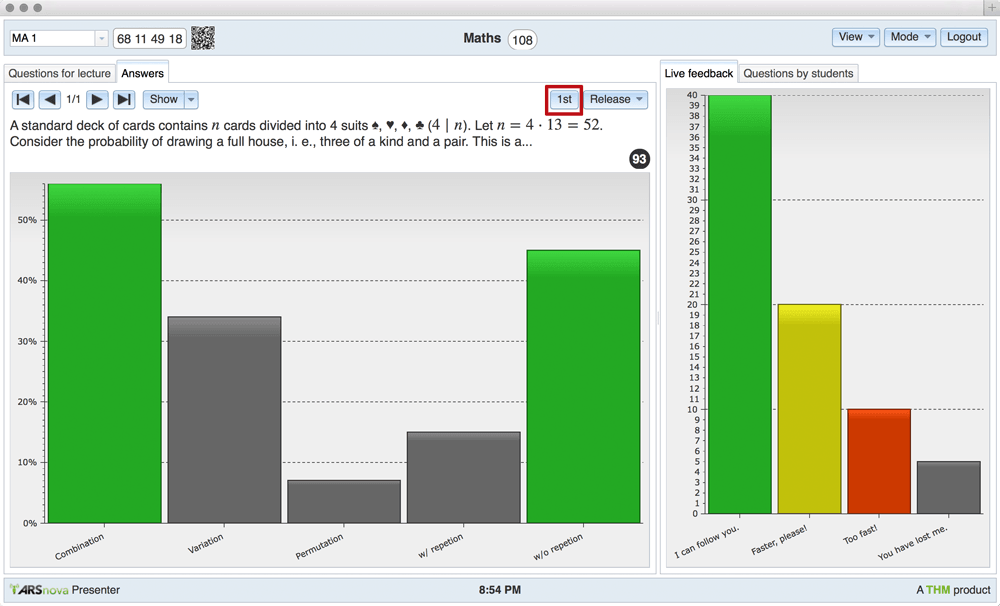 MA 1
68 11 49 18
Maths 108
View
Mode
Logout
Questions for lecture
Answers
1/1
Show
1st
Release
A standard deck of cards contains n cards divided into 4 suits ♠, ♥, ♦, ♣ (4 | n). Let n = 4 · 13 = 52.
Consider the probability of drawing a full house, i. e., three of a kind and a pair. This is a...
93
50%
40%
30%
20%
10%
0%
Combination
Variation
Permutation
w/ repetion
w/o repetion
Live feedback
Questions by students
40
39
38
37
36
35
34
33
32
31
30
29
28
27
26
25
24
23
22
21
20
19
18
17
16
15
14
13
12
11
10
9
8
7
6
5
4
3
2
1
0
I can follow you.
Faster, please!
Too fast!
You have lost me.
ARSnova Presenter
8:54 PM
A THM product